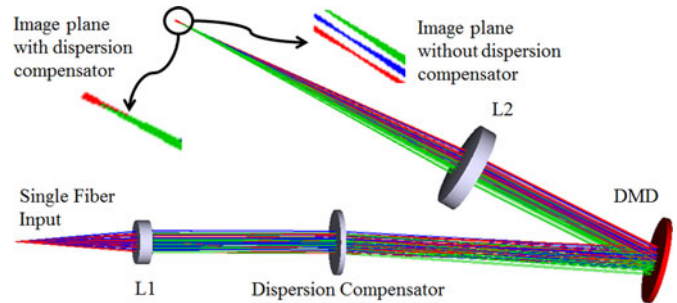 Image plane
with dispersion
compensator
Image plane
without dispersion
compensator
L2
DMD
Single Fiber
Input
L1
Dispersion Compensator